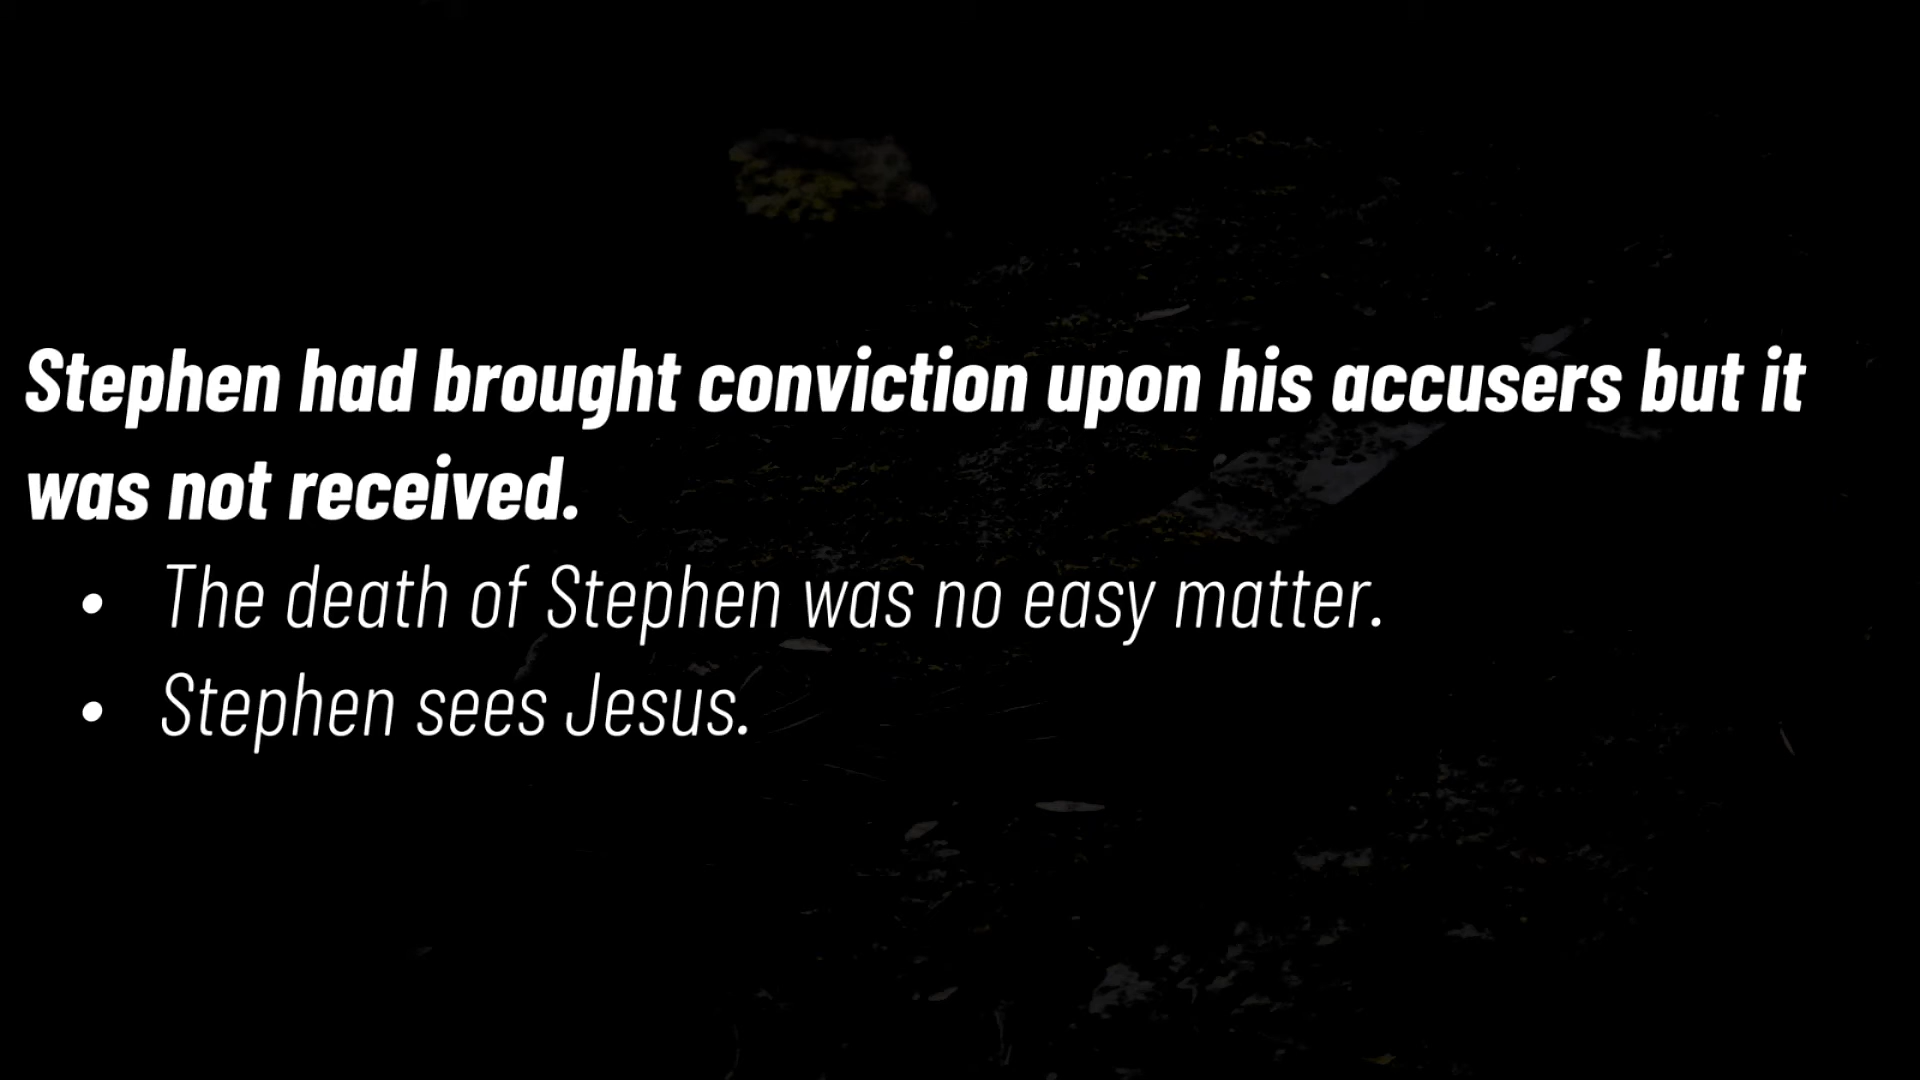 Stephen had brought conviction upon his accusers but it
was not received.
• The death of Stephen was no easy matter.
• Stephen sees Jesus.